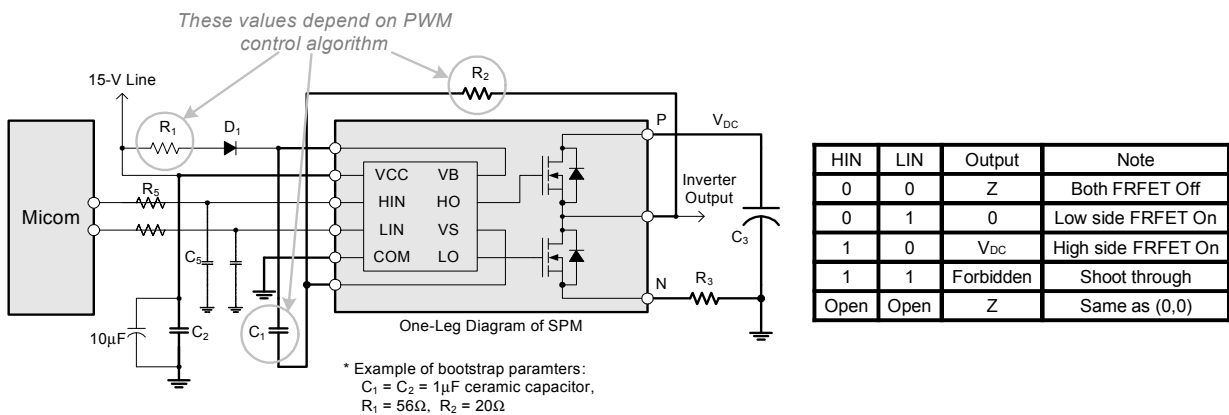 These values depend on PWM
control algorithm
15-V Line
R2
R1
D1
P
VDC
VCC
VB
HIN
HO
LIN
VS
COM
LO
Micom
R5
C5
Inverter
Output
C3
N
R3
10μF
C2
C1
One-Leg Diagram of SPM
* Example of bootstrap paramters:
C1 = C2 = 1μF ceramic capacitor,
R1 = 56Ω, R2 = 20Ω
HIN LIN Output Note
0 0 Z Both FRFET Off
0 1 0 Low side FRFET On
1 0 VDC High side FRFET On
1 1 Forbidden Shoot through
Open Open Z Same as (0,0)